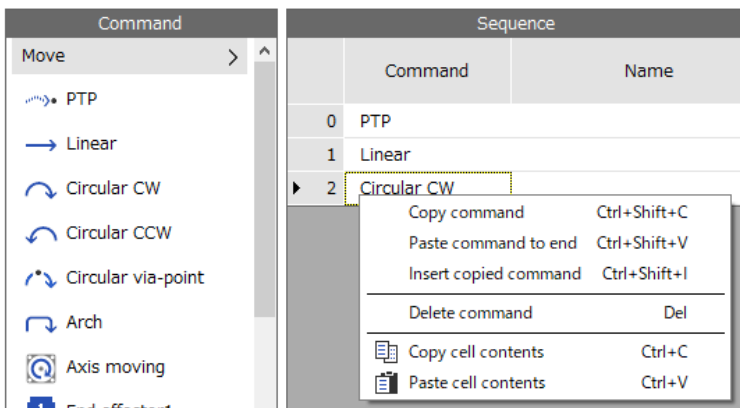 Command
Move
PTP
Linear
Circular CW
Circular CCW
Circular via-point
Arch
Axis moving
End effector1
Sequence
Command Name
0 PTP
1 Linear
2 Circular CW
Copy command Ctrl+Shift+C
Paste command to end Ctrl+Shift+V
Insert copied command Ctrl+Shift+I
Delete command Del
Copy cell contents Ctrl+C
Paste cell contents Ctrl+V